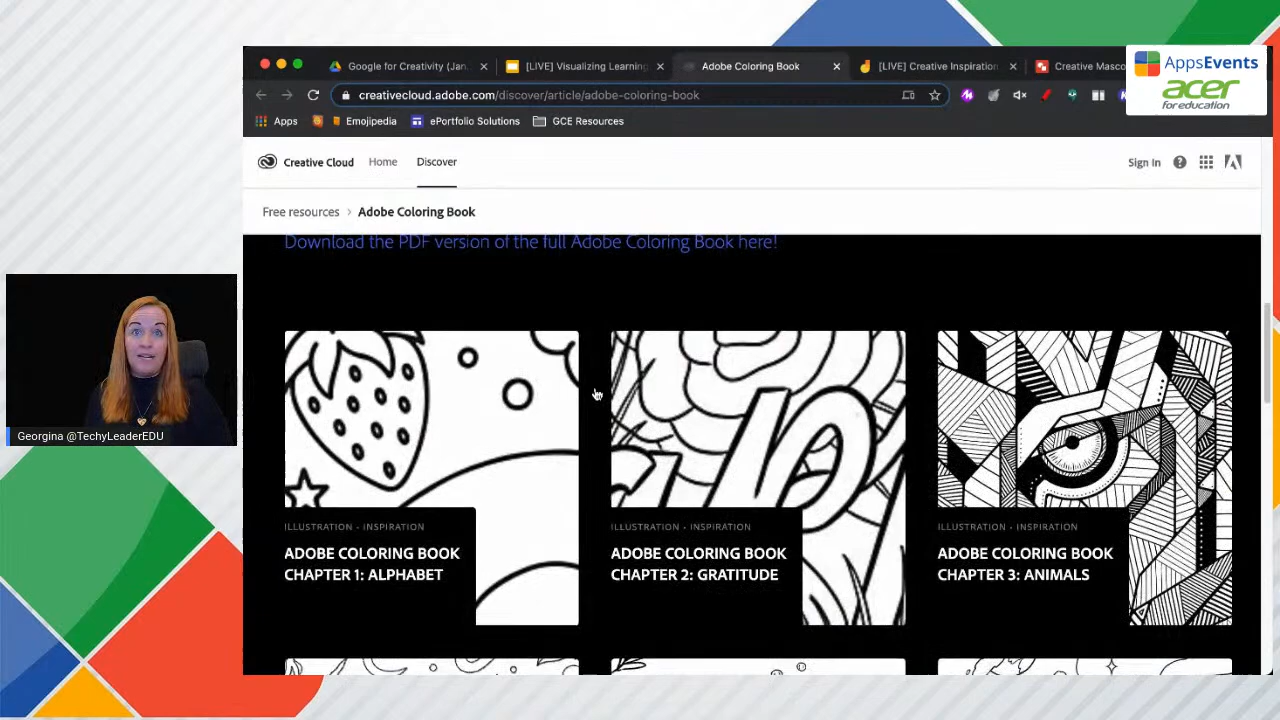 Google for Creativity (Jan
[LIVE] Visualizing Learning
Adobe Coloring Book
[LIVE] Creative Inspiration
Creative Masco
AppsEvents
acer
for education
creativecloud.adobe.com/discover/article/adobe-coloring-book
Apps
Emojipedia
ePortfolio Solutions
GCE Resources
Creative Cloud
Home
Discover
Sign In
Free resources > Adobe Coloring Book
Download the PDF version of the full Adobe Coloring Book here!
ILLUSTRATION • INSPIRATION
ADOBE COLORING BOOK
CHAPTER 1: ALPHABET
ILLUSTRATION • INSPIRATION
ADOBE COLORING BOOK
CHAPTER 2: GRATITUDE
ILLUSTRATION • INSPIRATION
ADOBE COLORING BOOK
CHAPTER 3: ANIMALS
Georgina @TechyLeaderEDU